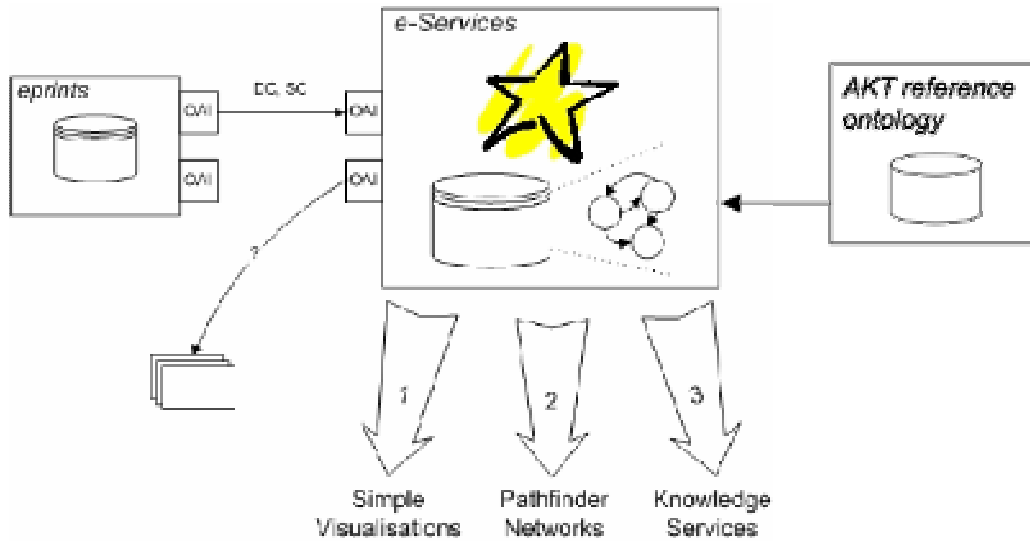 e-Services
eprints
OAI
DC, SC
OAI
AKT reference
ontology
OAI
OAI
?
1
2
3
Simple
Visualisations
Pathfinder
Networks
Knowledge
Services